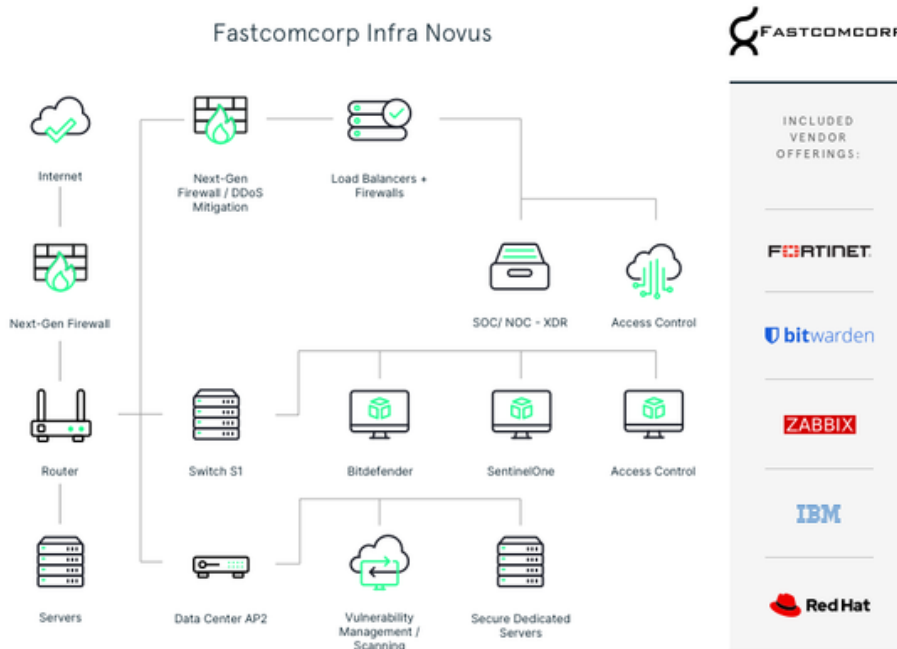 Fastcomcorp Infra Novus
FASTCOMCORP
INCLUDED
VENDOR
OFFERINGS:
Internet
Next-Gen
Firewall / DDoS
Mitigation
Load Balancers +
Firewalls
Next-Gen Firewall
SOC/ NOC - XDR
Access Control
FORTINET
bitwarden
Router
Switch S1
Bitdefender
SentinelOne
Access Control
ZABBIX
IBM
Servers
Data Center AP2
Vulnerability
Management /
Scanning
Secure Dedicated
Servers
Red Hat